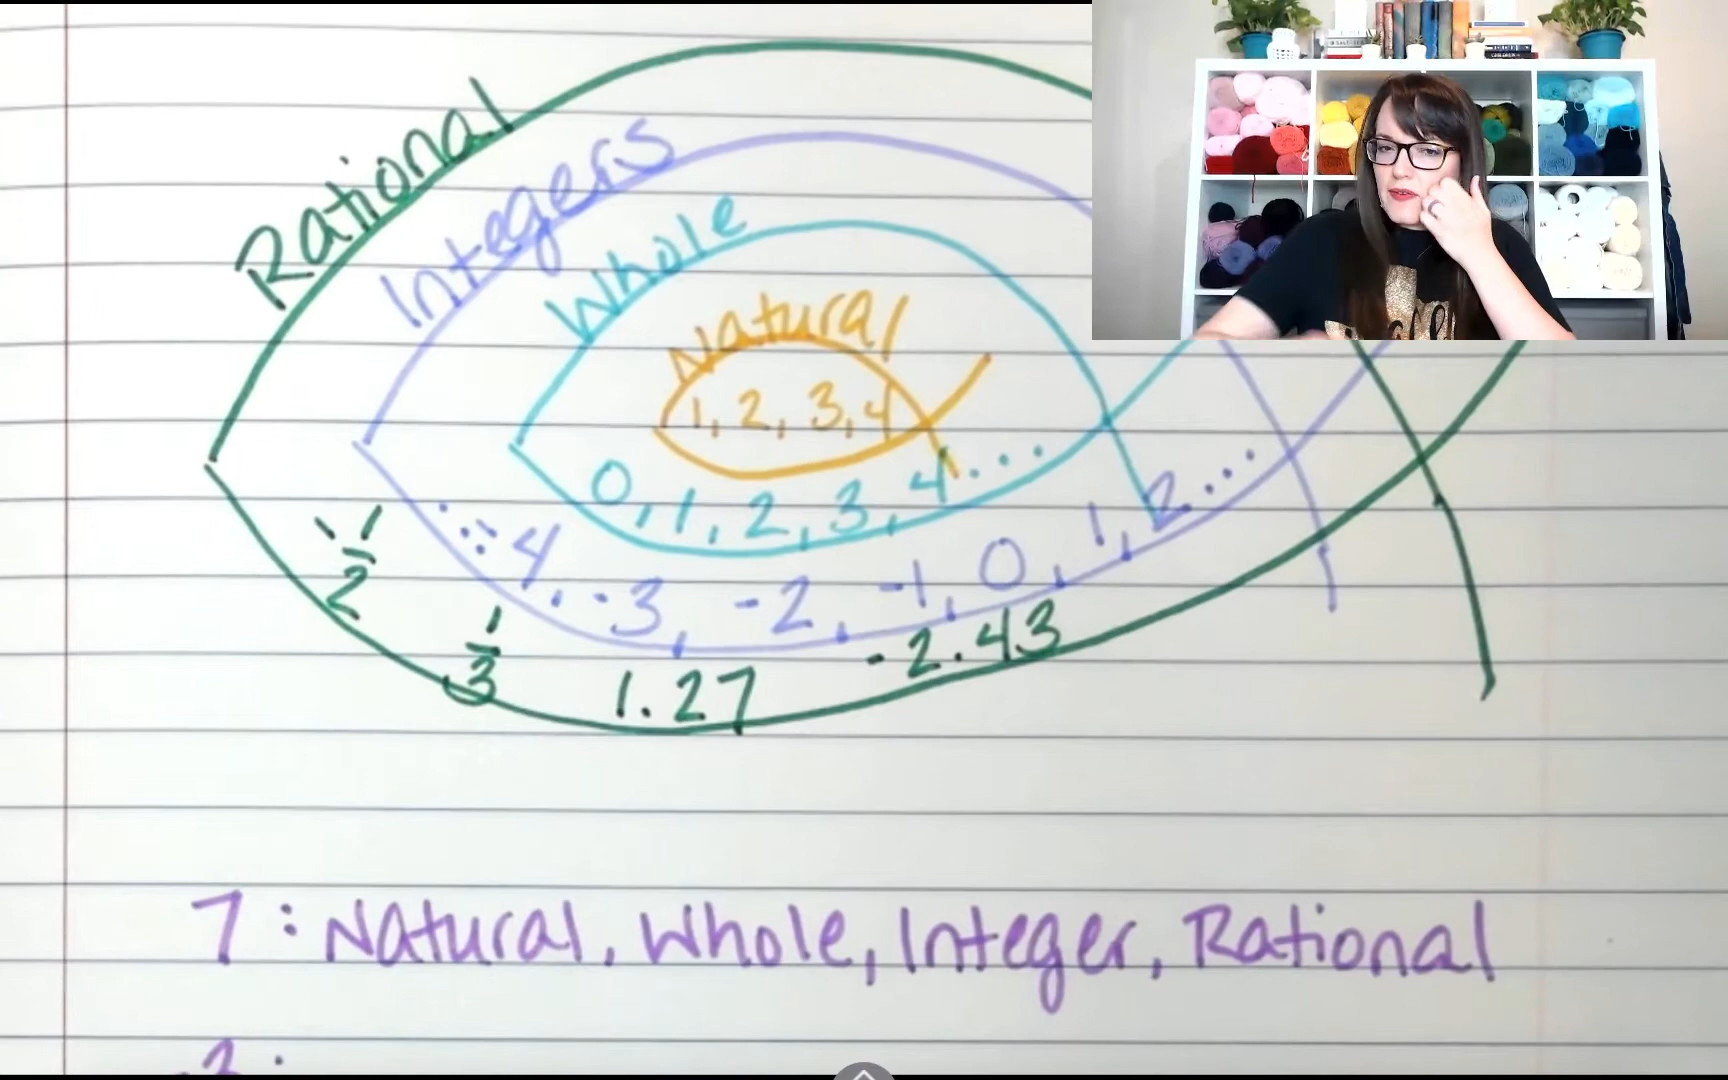 Rational
Integers
Whole
Natural
1, 2, 3, 4
0, 1, 2, 3, 4...
...-4, -3, -2, -1, 0, 1, 2...
-1/2
1/3
1.27
-2.43
7: Natural, Whole, Integer, Rational
-3: